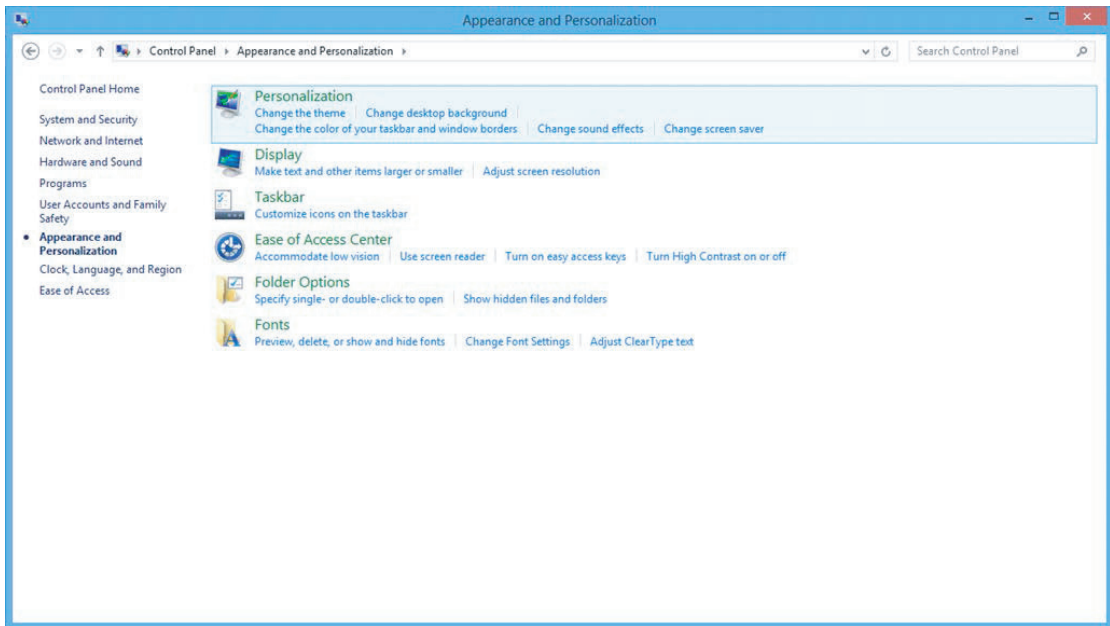 Appearance and Personalization
Control Panel Appearance and Personalization
Search Control Panel
Control Panel Home
System and Security
Network and Internet
Hardware and Sound
Programs
User Accounts and Family
Safety
Appearance and
Personalization
Clock, Language, and Region
Ease of Access
Personalization
Change the theme Change desktop background
Change the color of your taskbar and window borders Change sound effects Change screen saver
Display
Make text and other items larger or smaller Adjust screen resolution
Taskbar
Customize icons on the taskbar
Ease of Access Center
Accommodate low vision Use screen reader Turn on easy access keys Turn High Contrast on or off
Folder Options
Specify single- or double-click to open Show hidden files and folders
Fonts
Preview, delete, or show and hide fonts Change Font Settings Adjust ClearType text